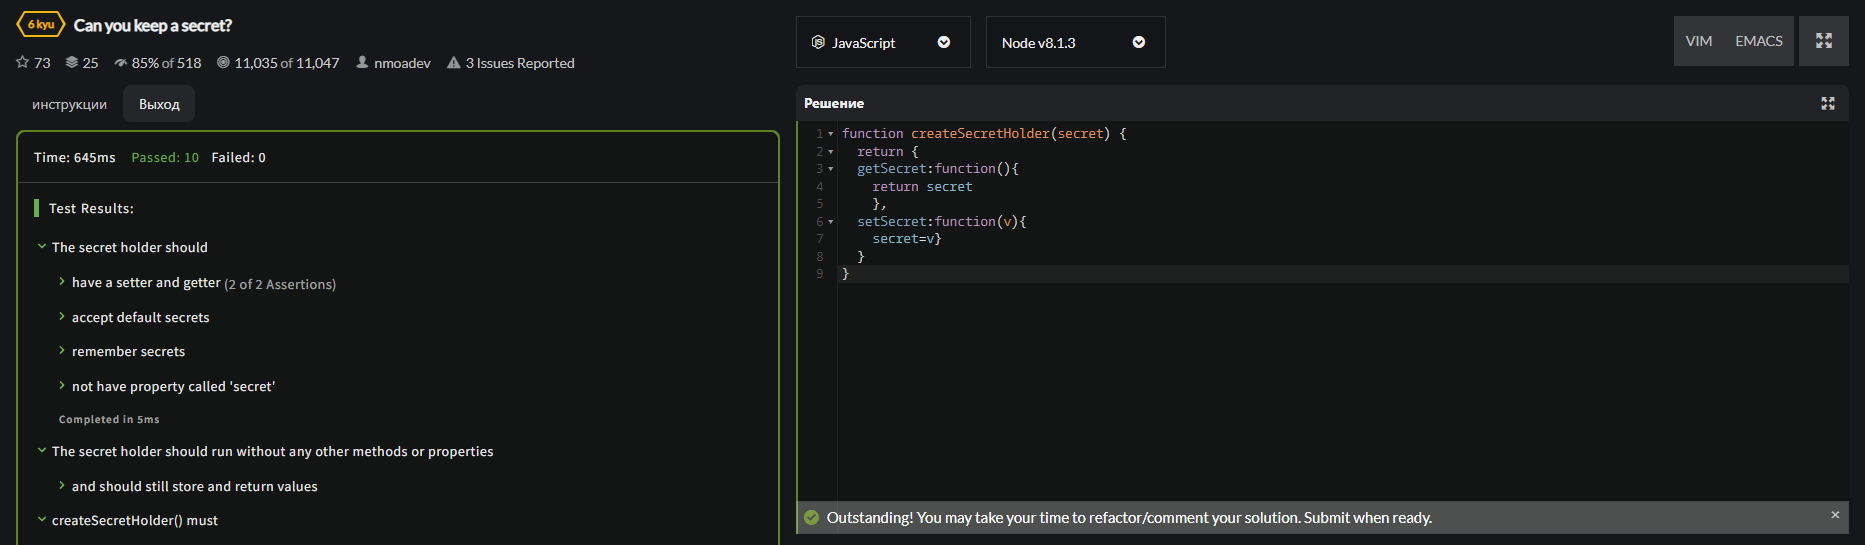 6 kyu Can you keep a secret?
73 25 85% of 518 11,035 of 11,047 nmoadev 3 Issues Reported
инструкции Выход
Time: 645ms Passed: 10 Failed: 0
Test Results:
The secret holder should
have a setter and getter (2 of 2 Assertions)
accept default secrets
remember secrets
not have property called 'secret'
Completed in 5ms
The secret holder should run without any other methods or properties
and should still store and return values
createSecretHolder() must
JavaScript Node v8.1.3 VIM EMACS
Решение
1 function createSecretHolder(secret) {
2 return {
3 getSecret:function(){
4 return secret
5 },
6 setSecret:function(v){
7 secret=v}
8 }
9 }
Outstanding! You may take your time to refactor/comment your solution. Submit when ready. ×